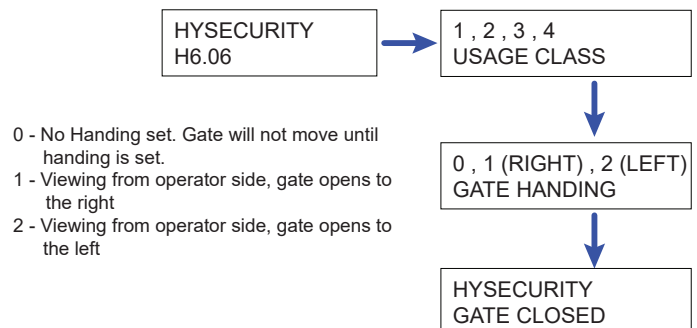 HYSECURITY
H6.06
1 , 2 , 3 , 4
USAGE CLASS
0 - No Handing set. Gate will not move until
handing is set.
1 - Viewing from operator side, gate opens to
the right
2 - Viewing from operator side, gate opens to
the left
0 , 1 (RIGHT) , 2 (LEFT)
GATE HANDING
HYSECURITY
GATE CLOSED